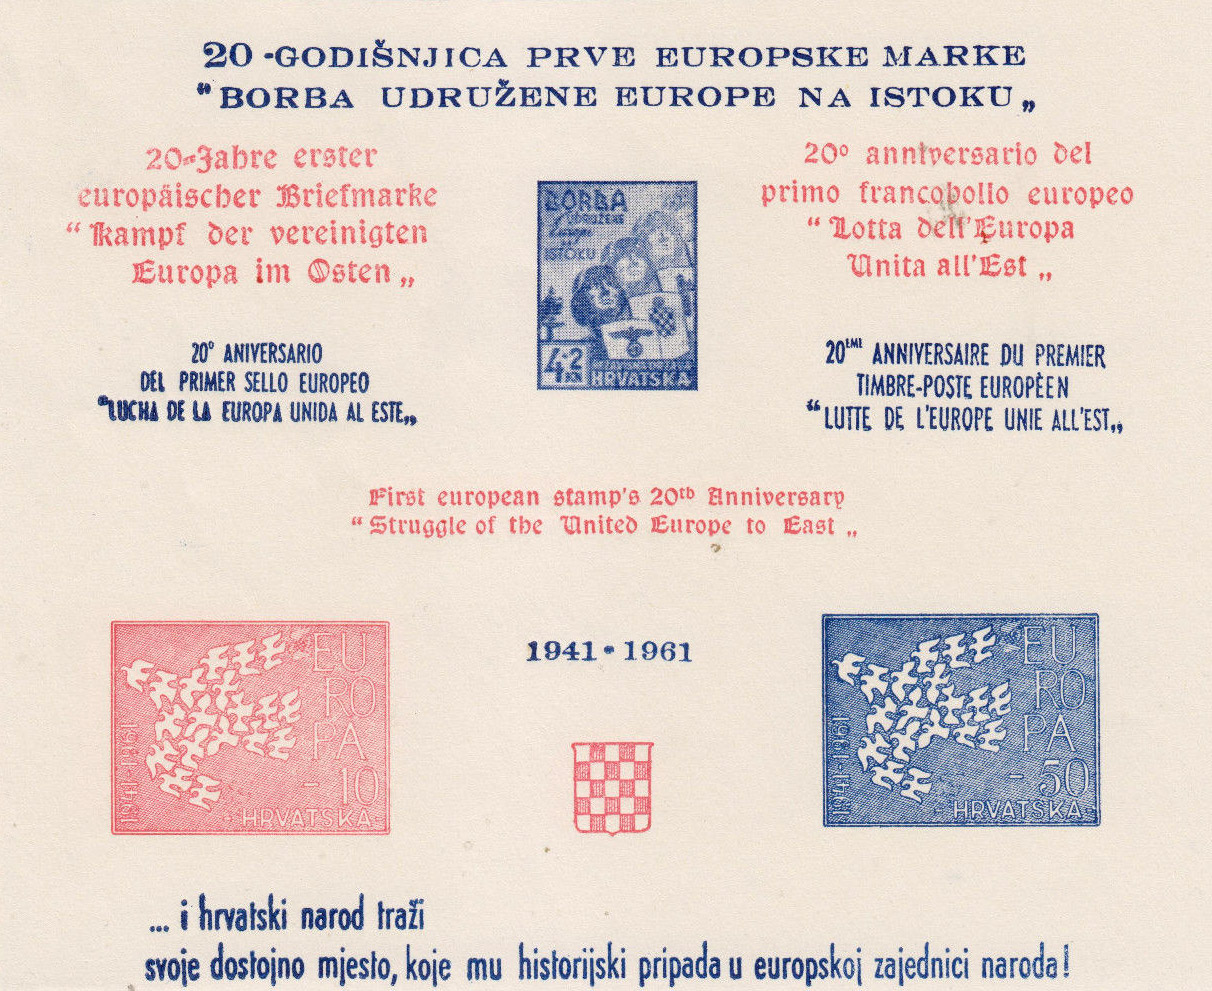 20-GODIŠNJICA PRVE EUROPSKE MARKE
"BORBA UDRUŽENE EUROPE NA ISTOKU„
20-Jahre erster
europäischer Briefmarke
"Kampf der vereinigten
Europa im Osten„
20º anniversario del
primo francobollo europeo
"Lotta dell'Europa
Unita all'Est„
BORBA
UDRUŽENE
Europe
ISTOKU
4+2
HRVATSKA
20º ANIVERSARIO
DEL PRIMER SELLO EUROPEO
"LUCHA DE LA EUROPA UNIDA AL ESTE„
20EME ANNIVERSAIRE DU PREMIER
TIMBRE-POSTE EUROPÈEN
"LUTTE DE L'EUROPE UNIE ALL'EST„
First european stamp's 20th Anniversary
"Struggle of the United Europe to East„
EU
RO
PA
-10
HRVATSKA
1941-1961
1941•1961
EU
RO
PA
-50
HRVATSKA
1941-1961
... i hrvatski narod traži
svoje dostojno mjesto, koje mu historijski pripada u europskoj zajednici naroda!